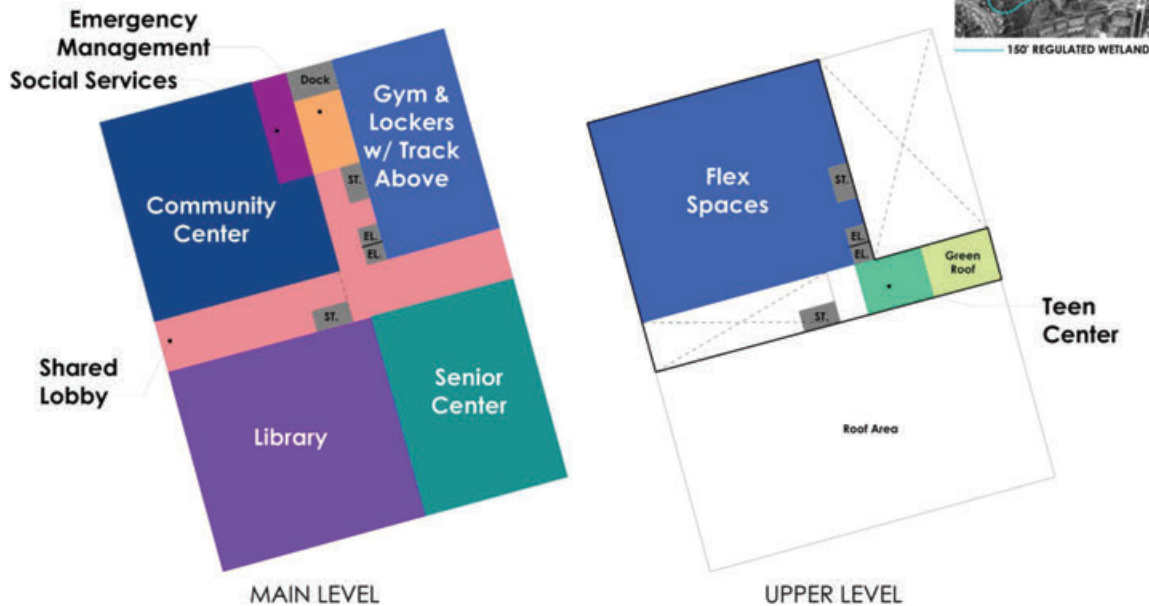 Emergency
Management
Social Services
Dock
Gym &
Lockers
w/ Track
Above
ST.
Community
Center
EL.
EL.
ST.
Shared
Lobby
Senior
Center
Library
MAIN LEVEL
150' REGULATED WETLAND
Flex
Spaces
ST.
EL.
EL.
Green
Roof
ST.
Teen
Center
Roof Area
UPPER LEVEL